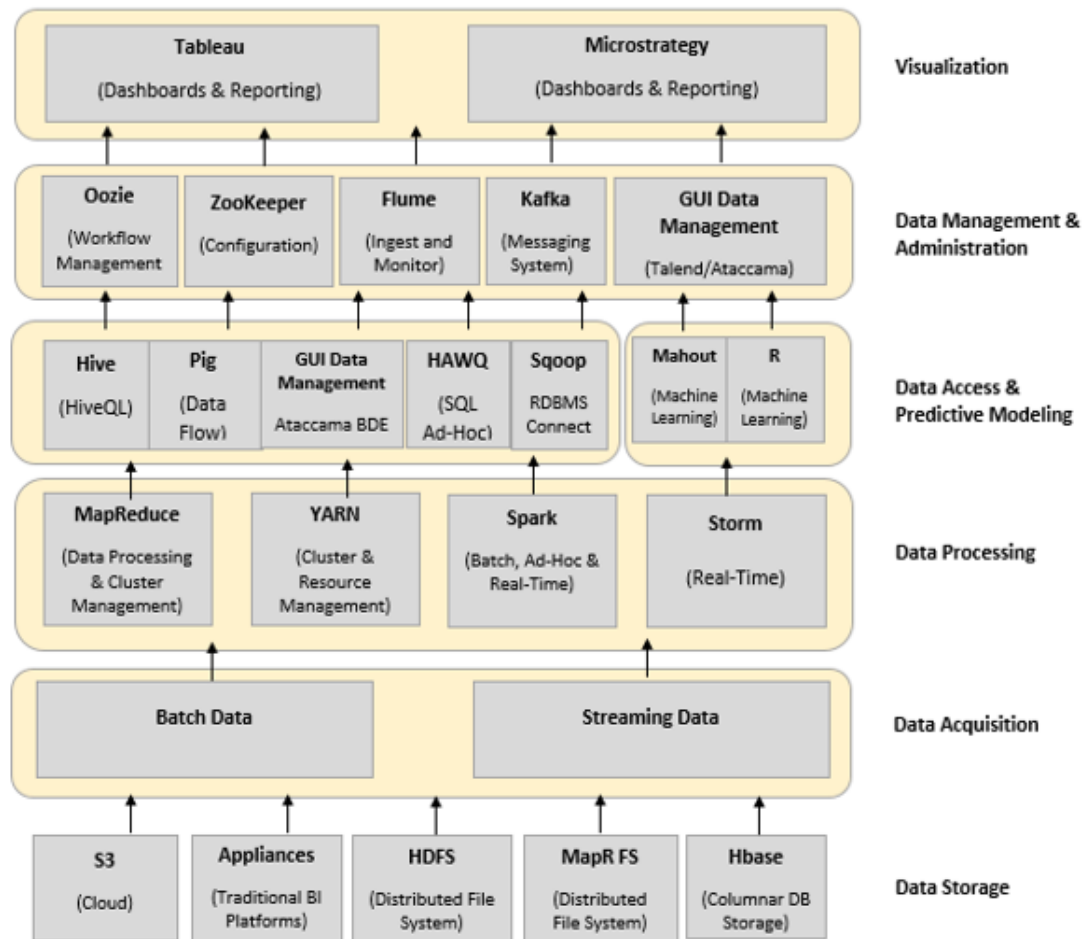 Tableau
(Dashboards & Reporting)
Microstrategy
(Dashboards & Reporting)
Visualization
Oozie
(Workflow
Management
ZooKeeper
(Configuration)
Flume
(Ingest and
Monitor)
Kafka
(Messaging
System)
GUI Data
Management
(Talend/Ataccama)
Data Management &
Administration
Hive
(HiveQL)
Pig
(Data
Flow)
GUI Data
Management
Ataccama BDE
HAWQ
(SQL
Ad-Hoc)
Sqoop
RDBMS
Connect
Mahout
(Machine
Learning)
R
(Machine
Learning)
Data Access &
Predictive Modeling
MapReduce
(Data Processing
& Cluster
Management)
YARN
(Cluster &
Resource
Management)
Spark
(Batch, Ad-Hoc &
Real-Time)
Storm
(Real-Time)
Data Processing
Batch Data
Streaming Data
Data Acquisition
S3
(Cloud)
Appliances
(Traditional BI
Platforms)
HDFS
(Distributed File
System)
MapR FS
(Distributed
File System)
Hbase
(Columnar DB
Storage)
Data Storage